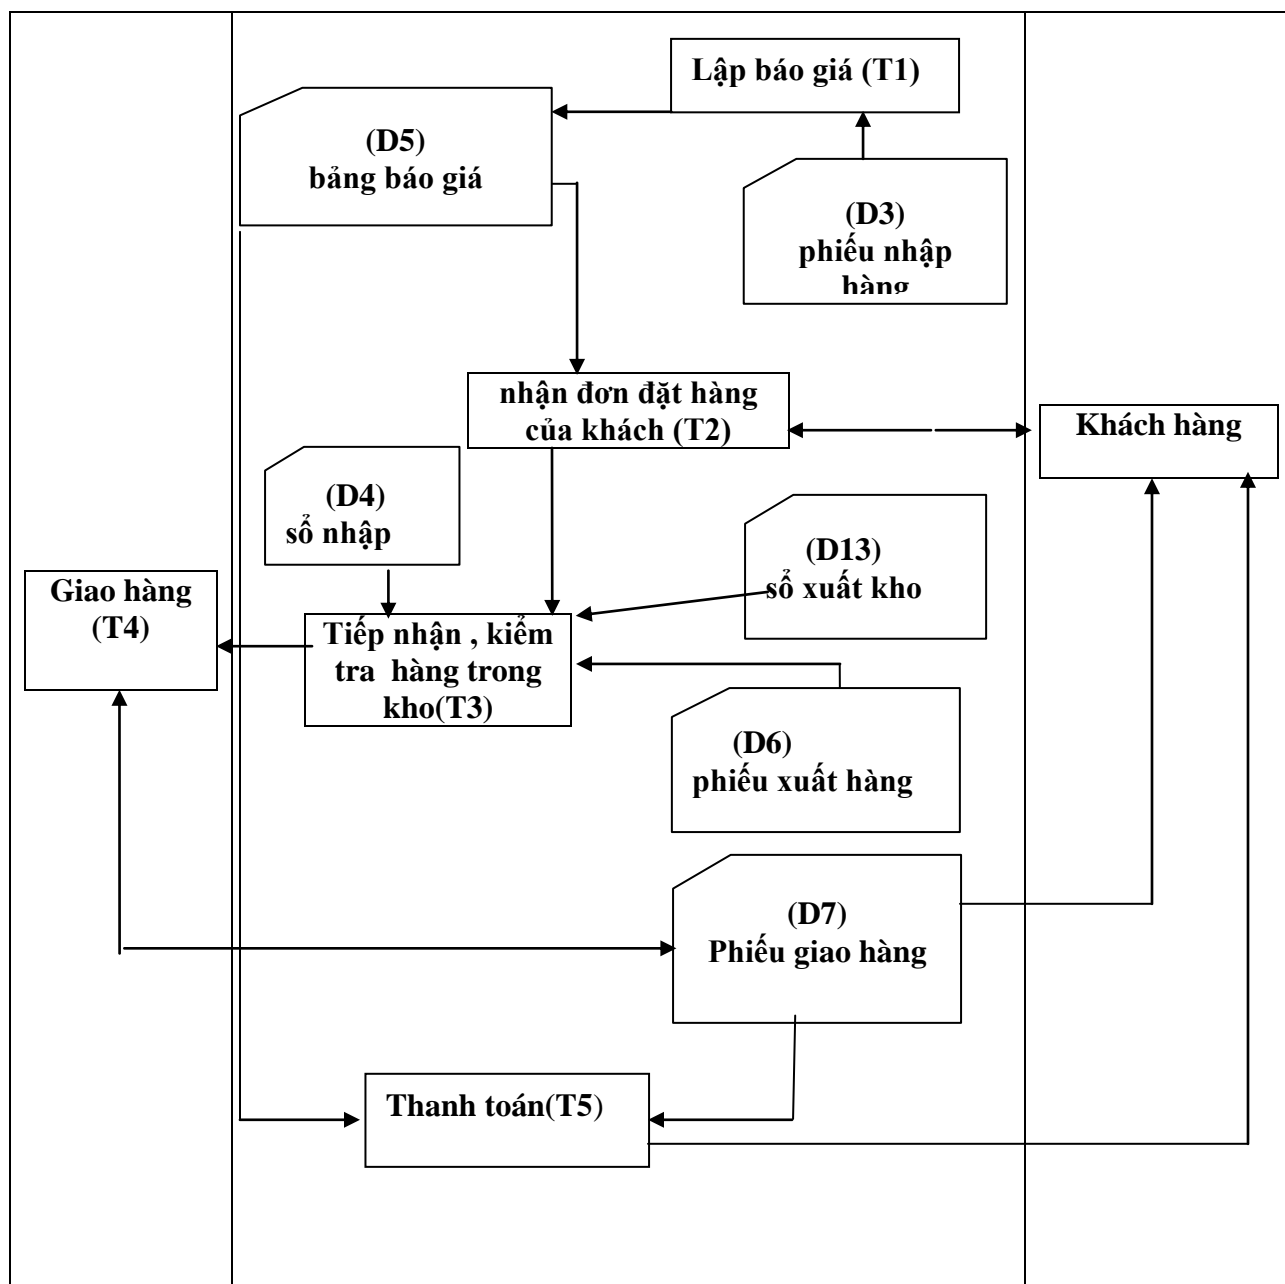 Lập báo giá (T1)
(D5)
bảng báo giá
(D3)
phiếu nhập
hàng
nhận đơn đặt hàng
của khách (T2)
Khách hàng
(D4)
sổ nhập
(D13)
sổ xuất kho
Giao hàng
(T4)
Tiếp nhận , kiểm
tra hàng trong
kho(T3)
(D6)
phiếu xuất hàng
(D7)
Phiếu giao hàng
Thanh toán(T5)